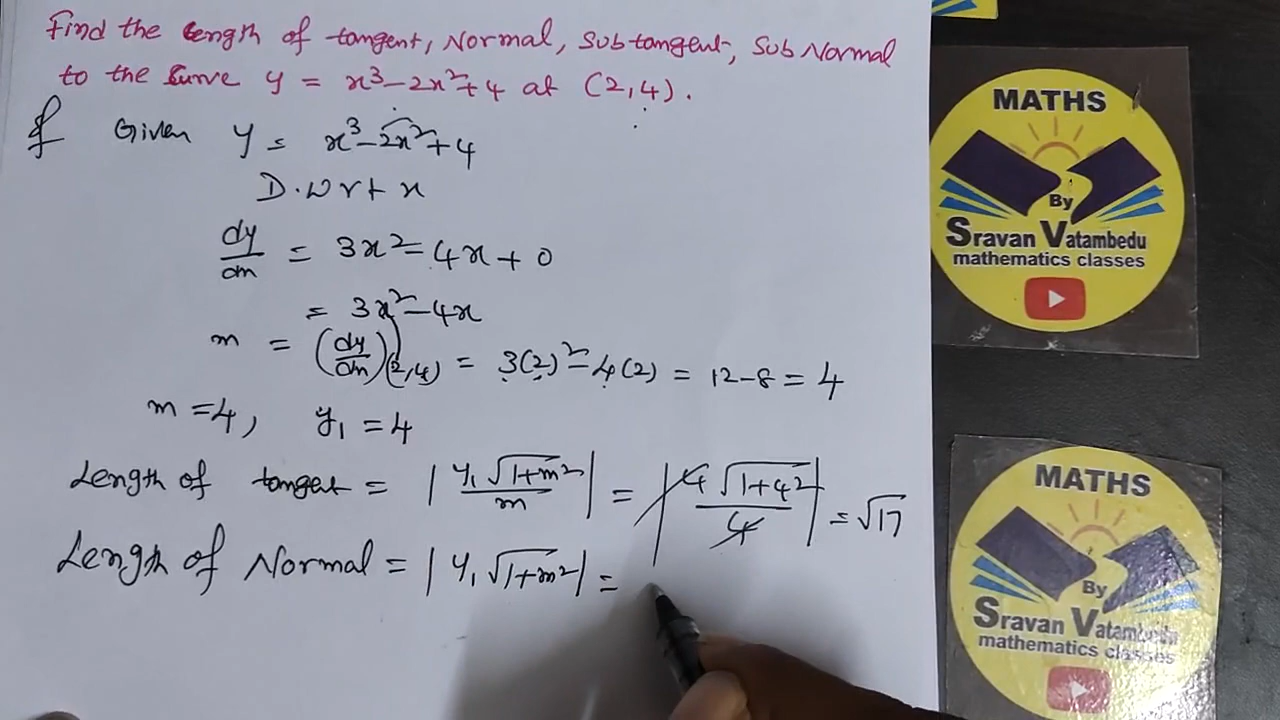 Find the length of tangent, Normal, Subtangent, Sub Normal
to the curve y = x³-2x²+4 at (2,4).
Given y = x³-2x²+4
D.w r t x
dy/dx = 3x²-4x+0
= 3x²-4x
m = (dy/dx)(2,4) = 3(2)²-4(2) = 12-8 = 4
m=4, y₁=4
Length of tangent = |y₁√1+m²/m| = |4√1+4²/4| = √17
Length of Normal = |y₁√1+m²| =
MATHS
By
Sravan Vatambedu
mathematics classes
MATHS
By
Sravan Vatambedu
mathematics classes